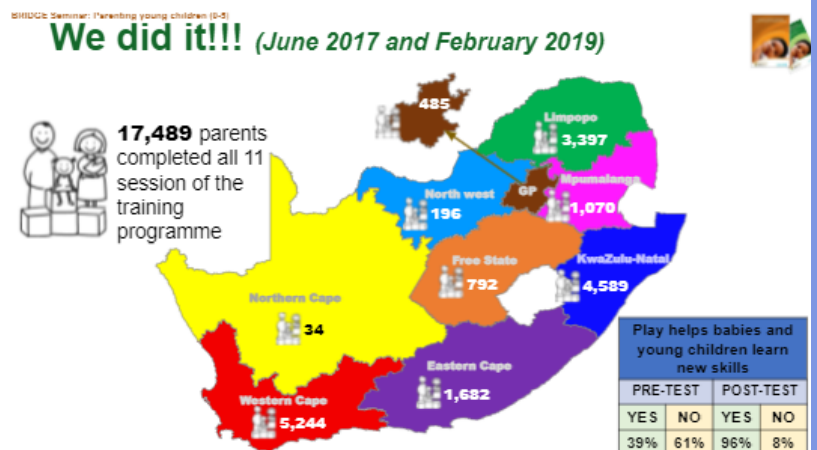 BRIDGE Seminar: Parenting young children (0-5)
We did it!!! (June 2017 and February 2019)
17,489 parents
completed all 11
session of the
training
programme
485
Limpopo
3,397
Mpumalanga
1,070
GP
North west
196
Free State
792
KwaZulu-Natal
4,589
Northern Cape
34
Eastern Cape
1,682
Western Cape
5,244
Play helps babies and
young children learn
new skills
PRE-TEST POST-TEST
YES NO YES NO
39% 61% 96% 8%